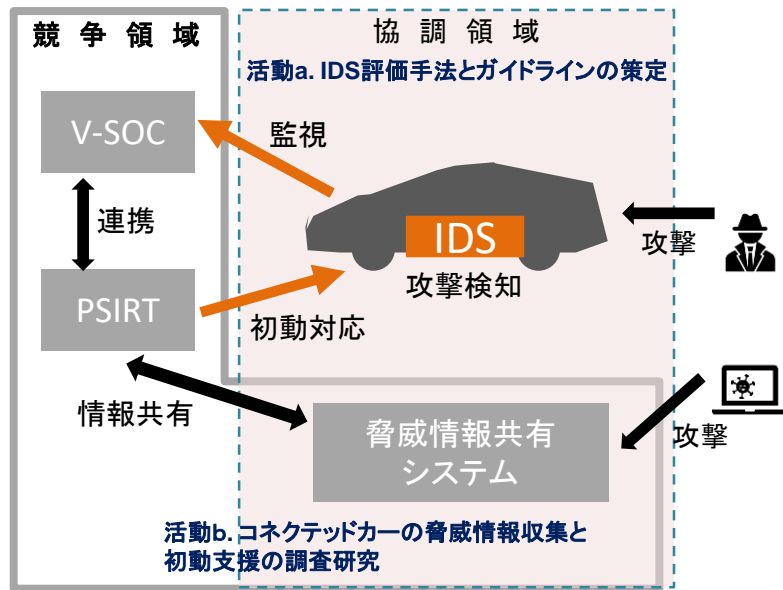 競争領域
協調領域
活動a. IDS評価手法とガイドラインの策定
V-SOC
監視
連携
IDS
攻撃
攻撃検知
PSIRT
初動対応
情報共有
脅威情報共有
システム
攻撃
活動b. コネクテッドカーの脅威情報収集と
初動支援の調査研究